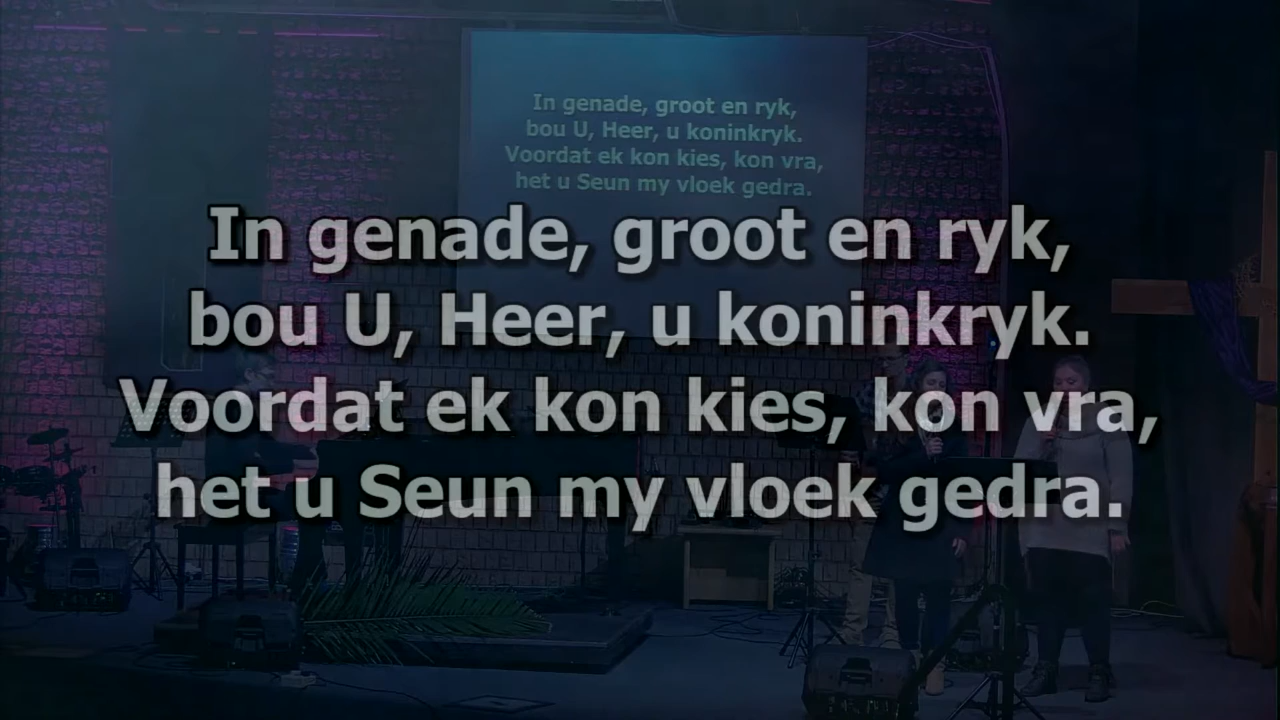 In genade, groot en ryk,
bou U, Heer, u koninkryk.
Voordat ek kon kies, kon vra,
het u Seun my vloek gedra.
In genade, groot en ryk,
bou U, Heer, u koninkryk.
Voordat ek kon kies, kon vra,
het u Seun my vloek gedra.